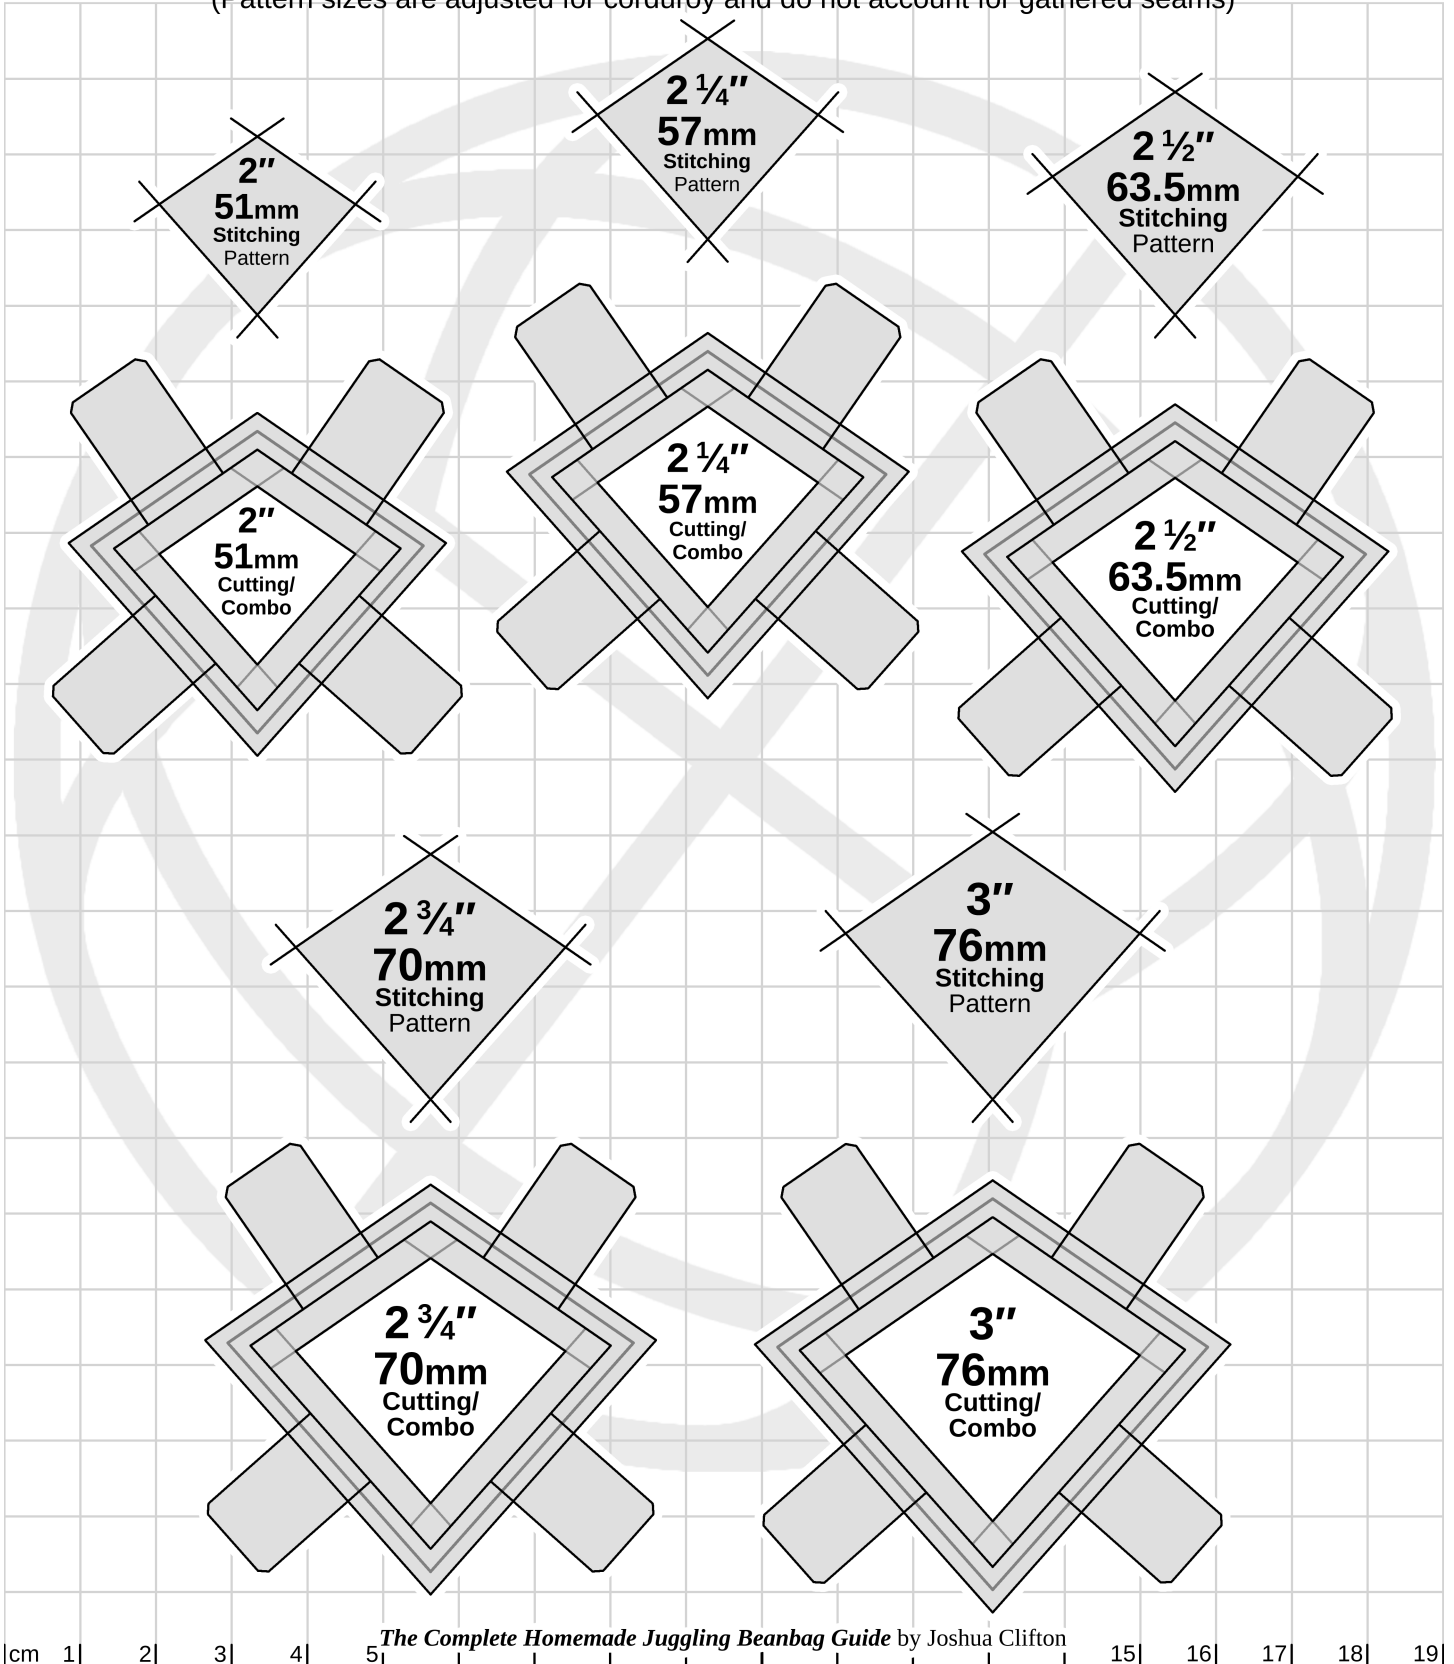 (Pattern sizes are adjusted for corduroy and do not account for gathered seams)
2 ¼″
57mm
Stitching
Pattern
2″
51mm
Stitching
Pattern
2 ½″
63.5mm
Stitching
Pattern
2″
51mm
Cutting/
Combo
2 ¼″
57mm
Cutting/
Combo
2 ½″
63.5mm
Cutting/
Combo
2 ¾″
70mm
Stitching
Pattern
3″
76mm
Stitching
Pattern
2 ¾″
70mm
Cutting/
Combo
3″
76mm
Cutting/
Combo
The Complete Homemade Juggling Beanbag Guide by Joshua Clifton
cm 1 2 3 4 5 15 16 17 18 19